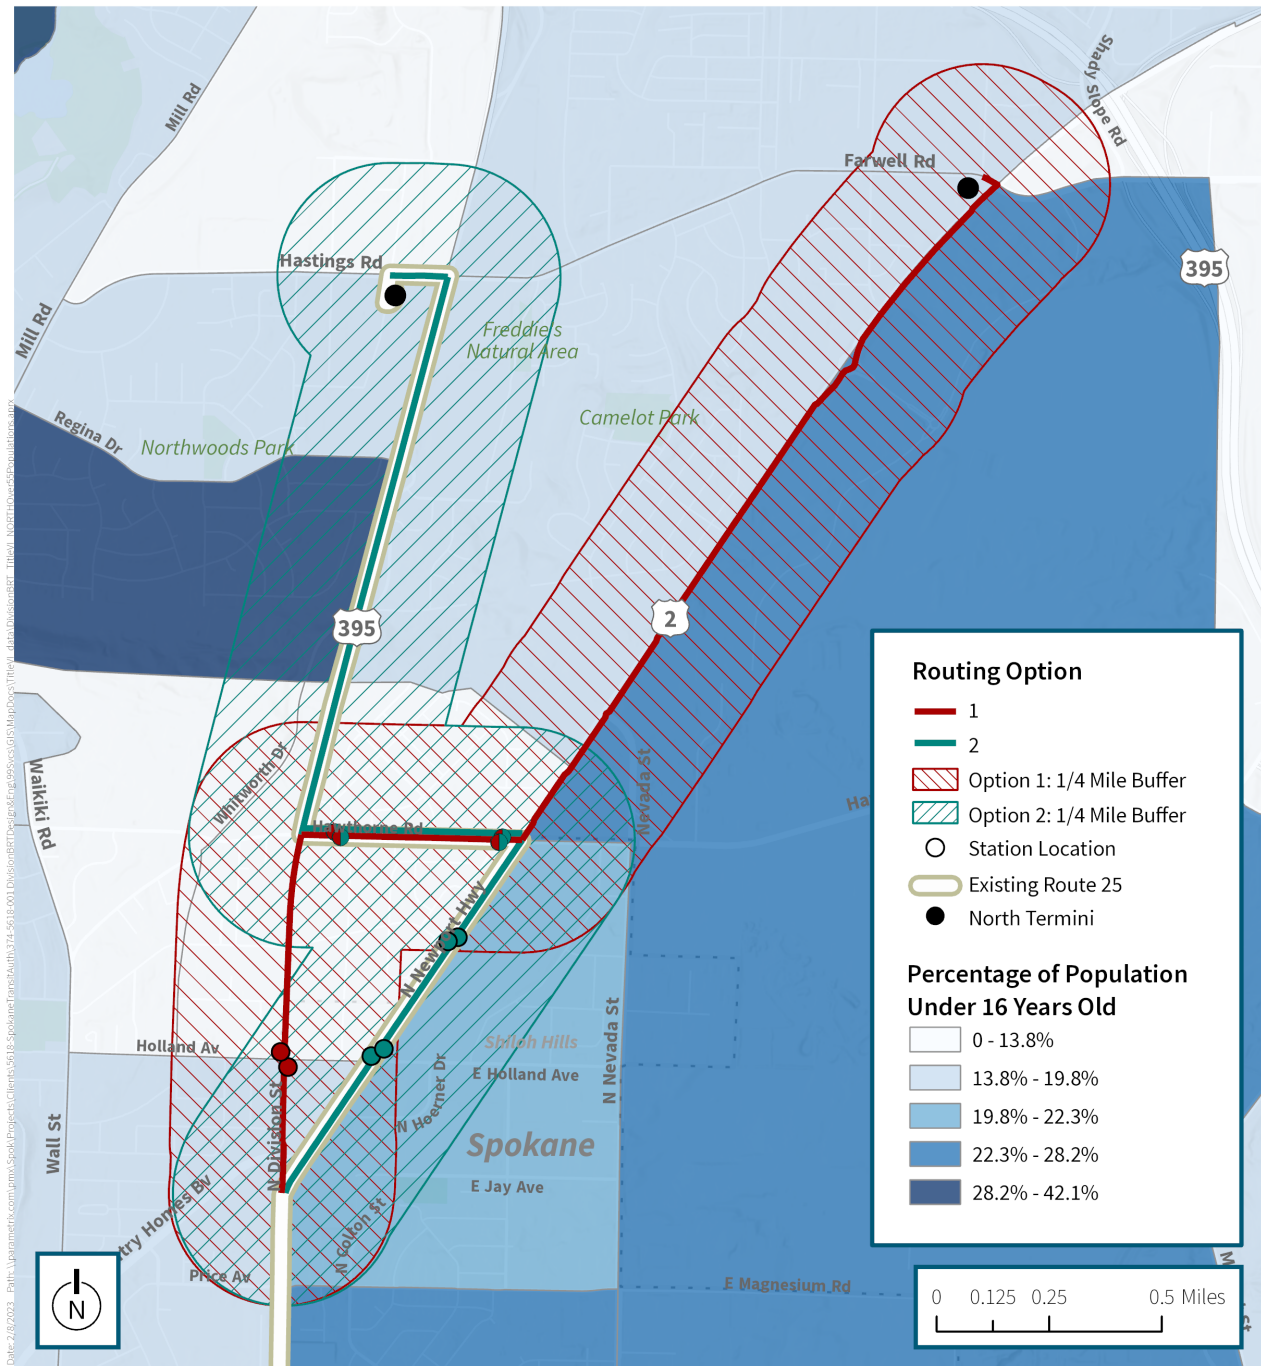 Shady Slope Rd
Mill Rd
Farwell Rd
Hastings Rd
395
Freddie's
Natural Area
Mill Rd
Camelot Park
Regina Dr
Northwoods Park
395
2
Routing Option
1
2
Option 1: 1/4 Mile Buffer
Option 2: 1/4 Mile Buffer
Station Location
Existing Route 25
North Termini
Percentage of Population
Under 16 Years Old
0 - 13.8%
13.8% - 19.8%
19.8% - 22.3%
22.3% - 28.2%
28.2% - 42.1%
Whitworth Dr
Nevada St
Waikiki Rd
Hawthorne Rd
Ha
N Newport Hwy
Holland Av
Shiloh Hills
E Holland Ave
N Nevada St
N Hoerner Dr
Wall St
N Division St
Spokane
E Jay Ave
try Homes Bv
N Colton St
Price Av
E Magnesium Rd
M
St
N
0 0.125 0.25 0.5 Miles